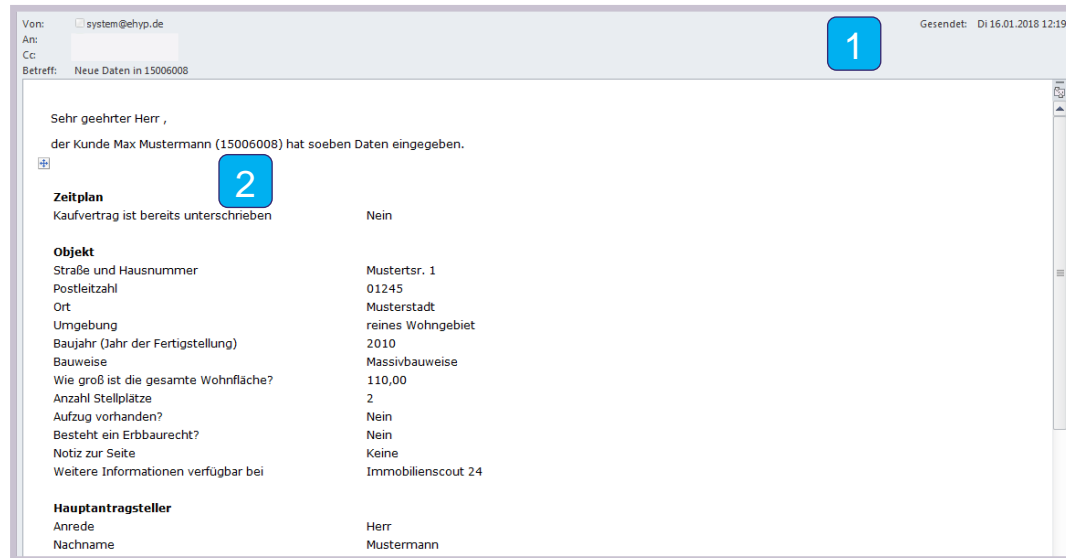 Von: system@ehyp.de Gesendet: Di 16.01.2018 12:19
An:
Cc:
Betreff: Neue Daten in 15006008
1
Sehr geehrter Herr ,
der Kunde Max Mustermann (15006008) hat soeben Daten eingegeben.
2
Zeitplan
Kaufvertrag ist bereits unterschrieben Nein
Objekt
Straße und Hausnummer Mustertsr. 1
Postleitzahl 01245
Ort Musterstadt
Umgebung reines Wohngebiet
Baujahr (Jahr der Fertigstellung) 2010
Bauweise Massivbauweise
Wie groß ist die gesamte Wohnfläche? 110,00
Anzahl Stellplätze 2
Aufzug vorhanden? Nein
Besteht ein Erbbaurecht? Nein
Notiz zur Seite Keine
Weitere Informationen verfügbar bei Immobilienscout 24
Hauptantragsteller
Anrede Herr
Nachname Mustermann